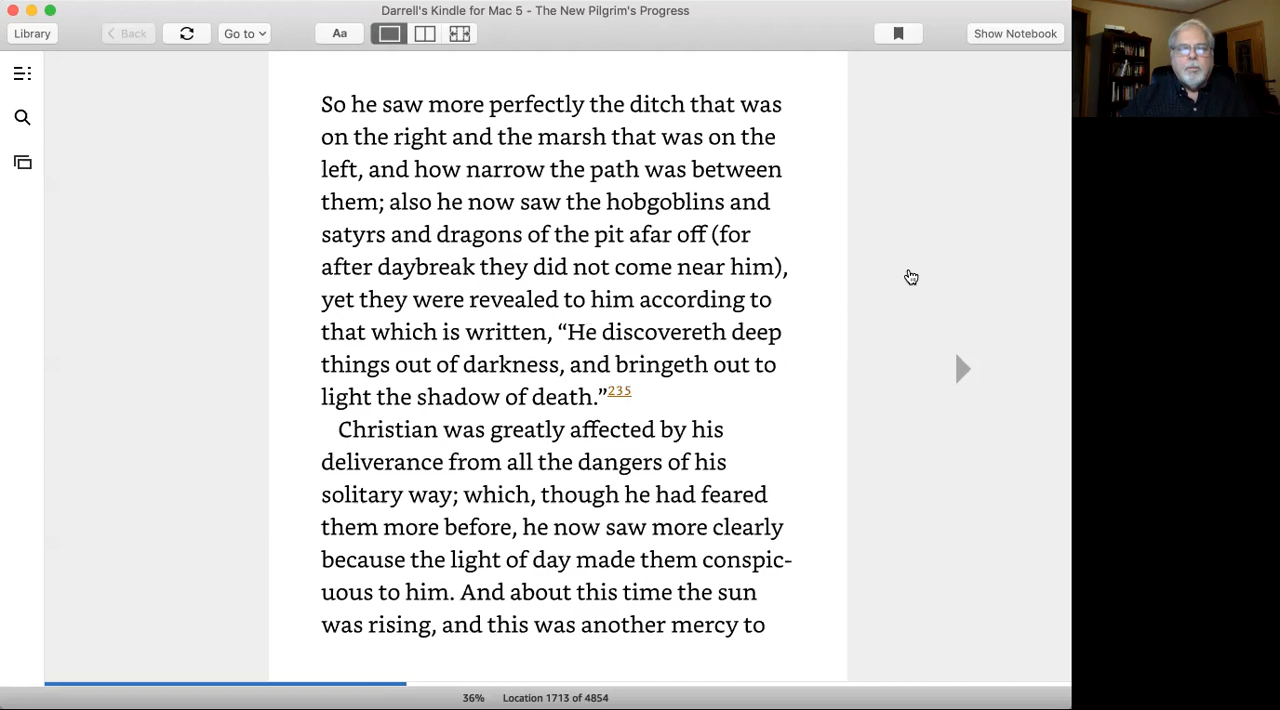 Darrell's Kindle for Mac 5 - The New Pilgrim's Progress
Library
Back
Go to
Aa
Show Notebook
So he saw more perfectly the ditch that was
on the right and the marsh that was on the
left, and how narrow the path was between
them; also he now saw the hobgoblins and
satyrs and dragons of the pit afar off (for
after daybreak they did not come near him),
yet they were revealed to him according to
that which is written, “He discovereth deep
things out of darkness, and bringeth out to
light the shadow of death.”235
Christian was greatly affected by his
deliverance from all the dangers of his
solitary way; which, though he had feared
them more before, he now saw more clearly
because the light of day made them conspic-
uous to him. And about this time the sun
was rising, and this was another mercy to
36% Location 1713 of 4854